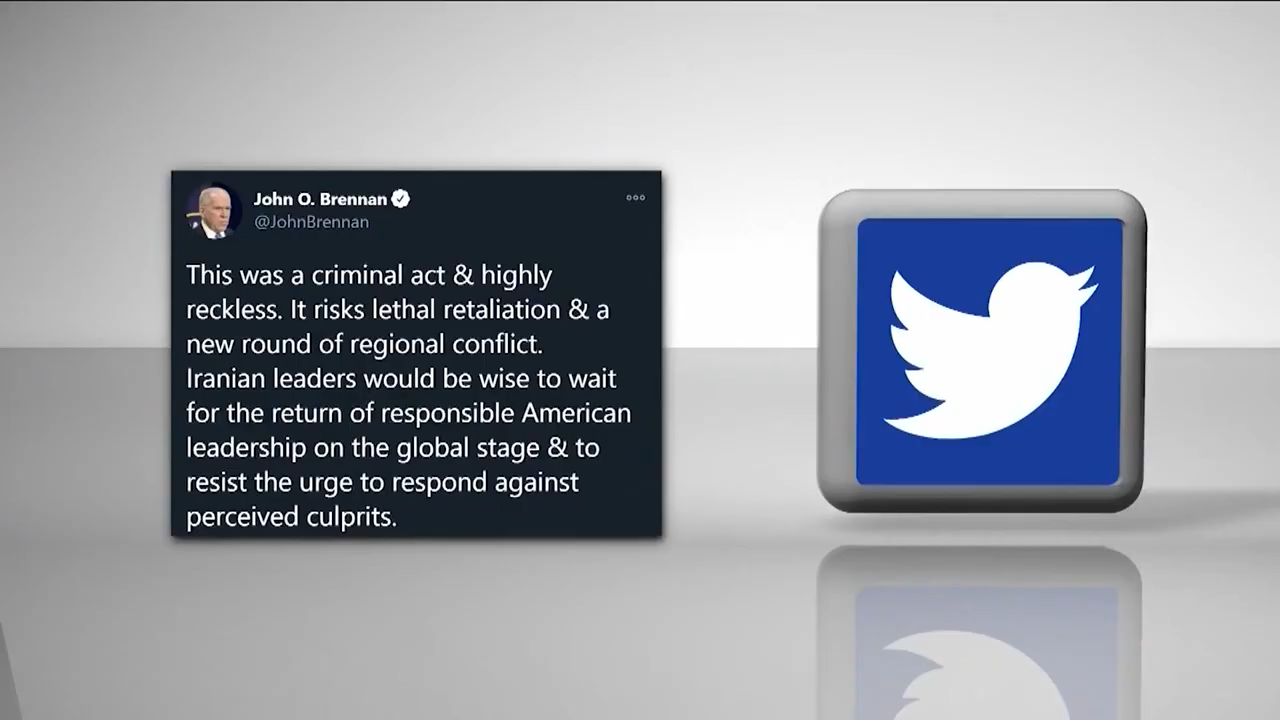 John O. Brennan
@JohnBrennan
This was a criminal act & highly
reckless. It risks lethal retaliation & a
new round of regional conflict.
Iranian leaders would be wise to wait
for the return of responsible American
leadership on the global stage & to
resist the urge to respond against
perceived culprits.